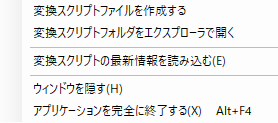 変換スクリプトファイルを作成する
変換スクリプトフォルダをエクスプローラで開く
変換スクリプトの最新情報を読み込む(E)
ウィンドウを隠す(H)
アプリケーションを完全に終了する(X) Alt+F4